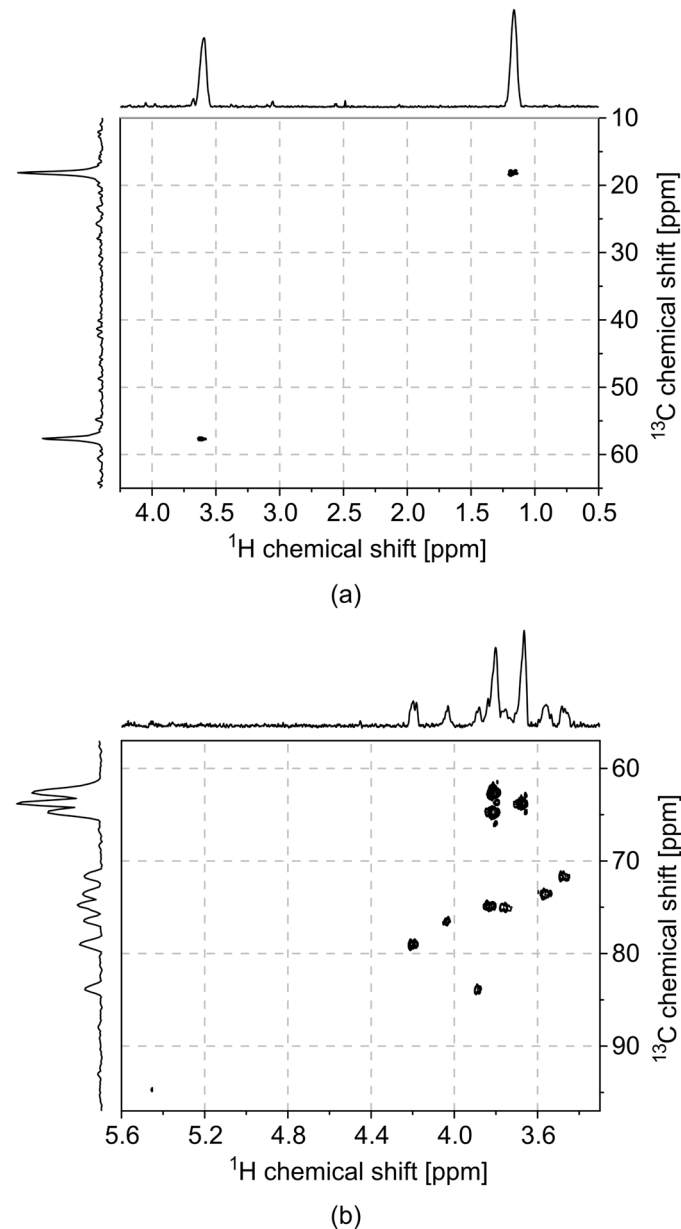 10
20
30
40
50
60
¹³C chemical shift [ppm]
4.0 3.5 3.0 2.5 2.0 1.5 1.0 0.5
¹H chemical shift [ppm]
(a)
60
70
80
90
¹³C chemical shift [ppm]
5.6 5.2 4.8 4.4 4.0 3.6
¹H chemical shift [ppm]
(b)